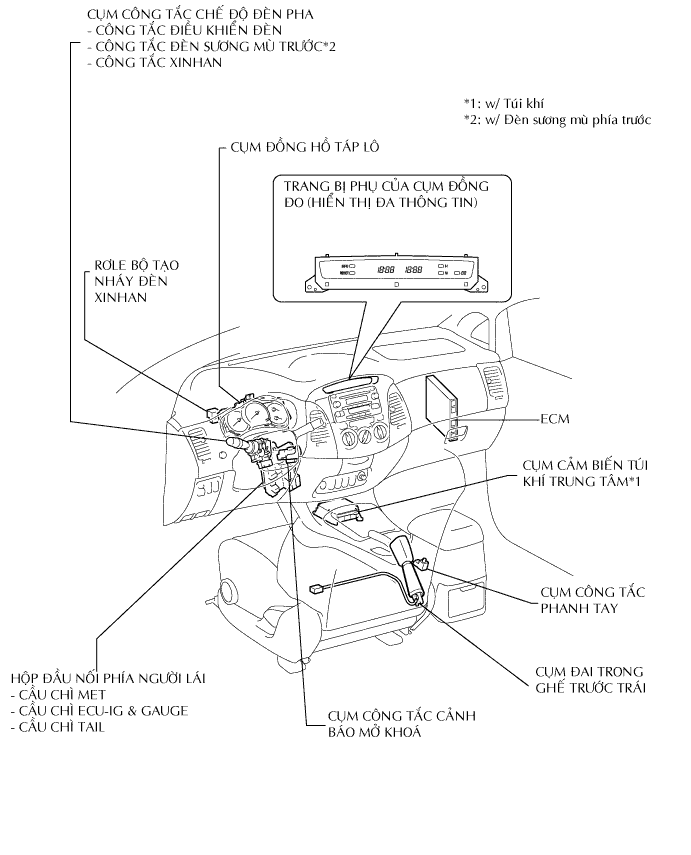 CỤM CÔNG TẮC CHẾ ĐỘ ĐÈN PHA
- CÔNG TẮC ĐIỀU KHIỂN ĐÈN
- CÔNG TẮC ĐÈN SƯƠNG MÙ TRƯỚC*2
- CÔNG TẮC XINHAN
*1: w/ Túi khí
*2: w/ Đèn sương mù phía trước
CỤM ĐỒNG HỒ TÁP LÔ
TRANG BỊ PHỤ CỦA CỤM ĐỒNG
ĐO (HIỂN THỊ ĐA THÔNG TIN)
18:88 18:88
RƠLE BỘ TẠO
NHÁY ĐÈN
XINHAN
ECM
CỤM CẢM BIẾN TÚI
KHÍ TRUNG TÂM*1
CỤM CÔNG TẮC
PHANH TAY
CỤM ĐAI TRONG
GHẾ TRƯỚC TRÁI
HỘP ĐẦU NỐI PHÍA NGƯỜI LÁI
- CẦU CHÌ MET
- CẦU CHÌ ECU-IG & GAUGE
- CẦU CHÌ TAIL
CỤM CÔNG TẮC CẢNH
BÁO MỞ KHOÁ